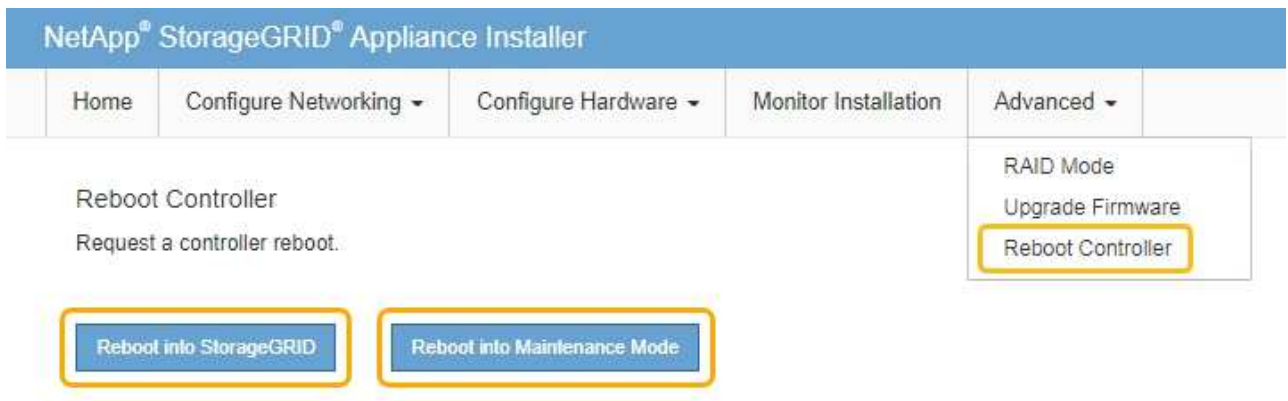 NetApp® StorageGRID® Appliance Installer
Home Configure Networking Configure Hardware Monitor Installation Advanced
RAID Mode
Upgrade Firmware
Reboot Controller
Reboot Controller
Request a controller reboot.
Reboot into StorageGRID Reboot into Maintenance Mode